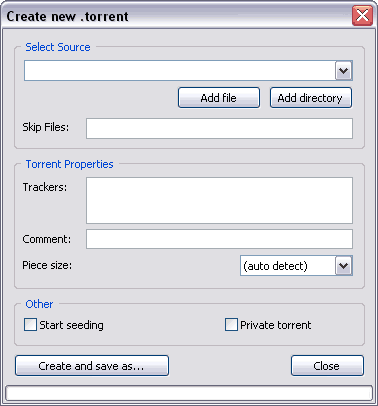 Create new .torrent
Select Source
Add file Add directory
Skip Files:
Torrent Properties
Trackers:
Comment:
Piece size: (auto detect)
Other
Start seeding Private torrent
Create and save as... Close